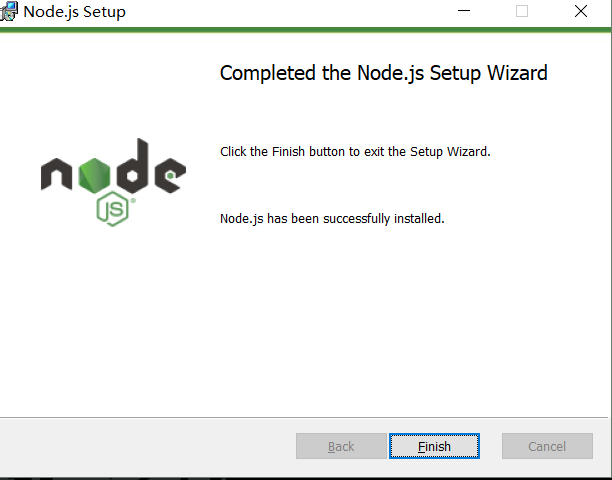 Node.js Setup
Completed the Node.js Setup Wizard
Click the Finish button to exit the Setup Wizard.
node
JS®
Node.js has been successfully installed.
Back
Finish
Cancel